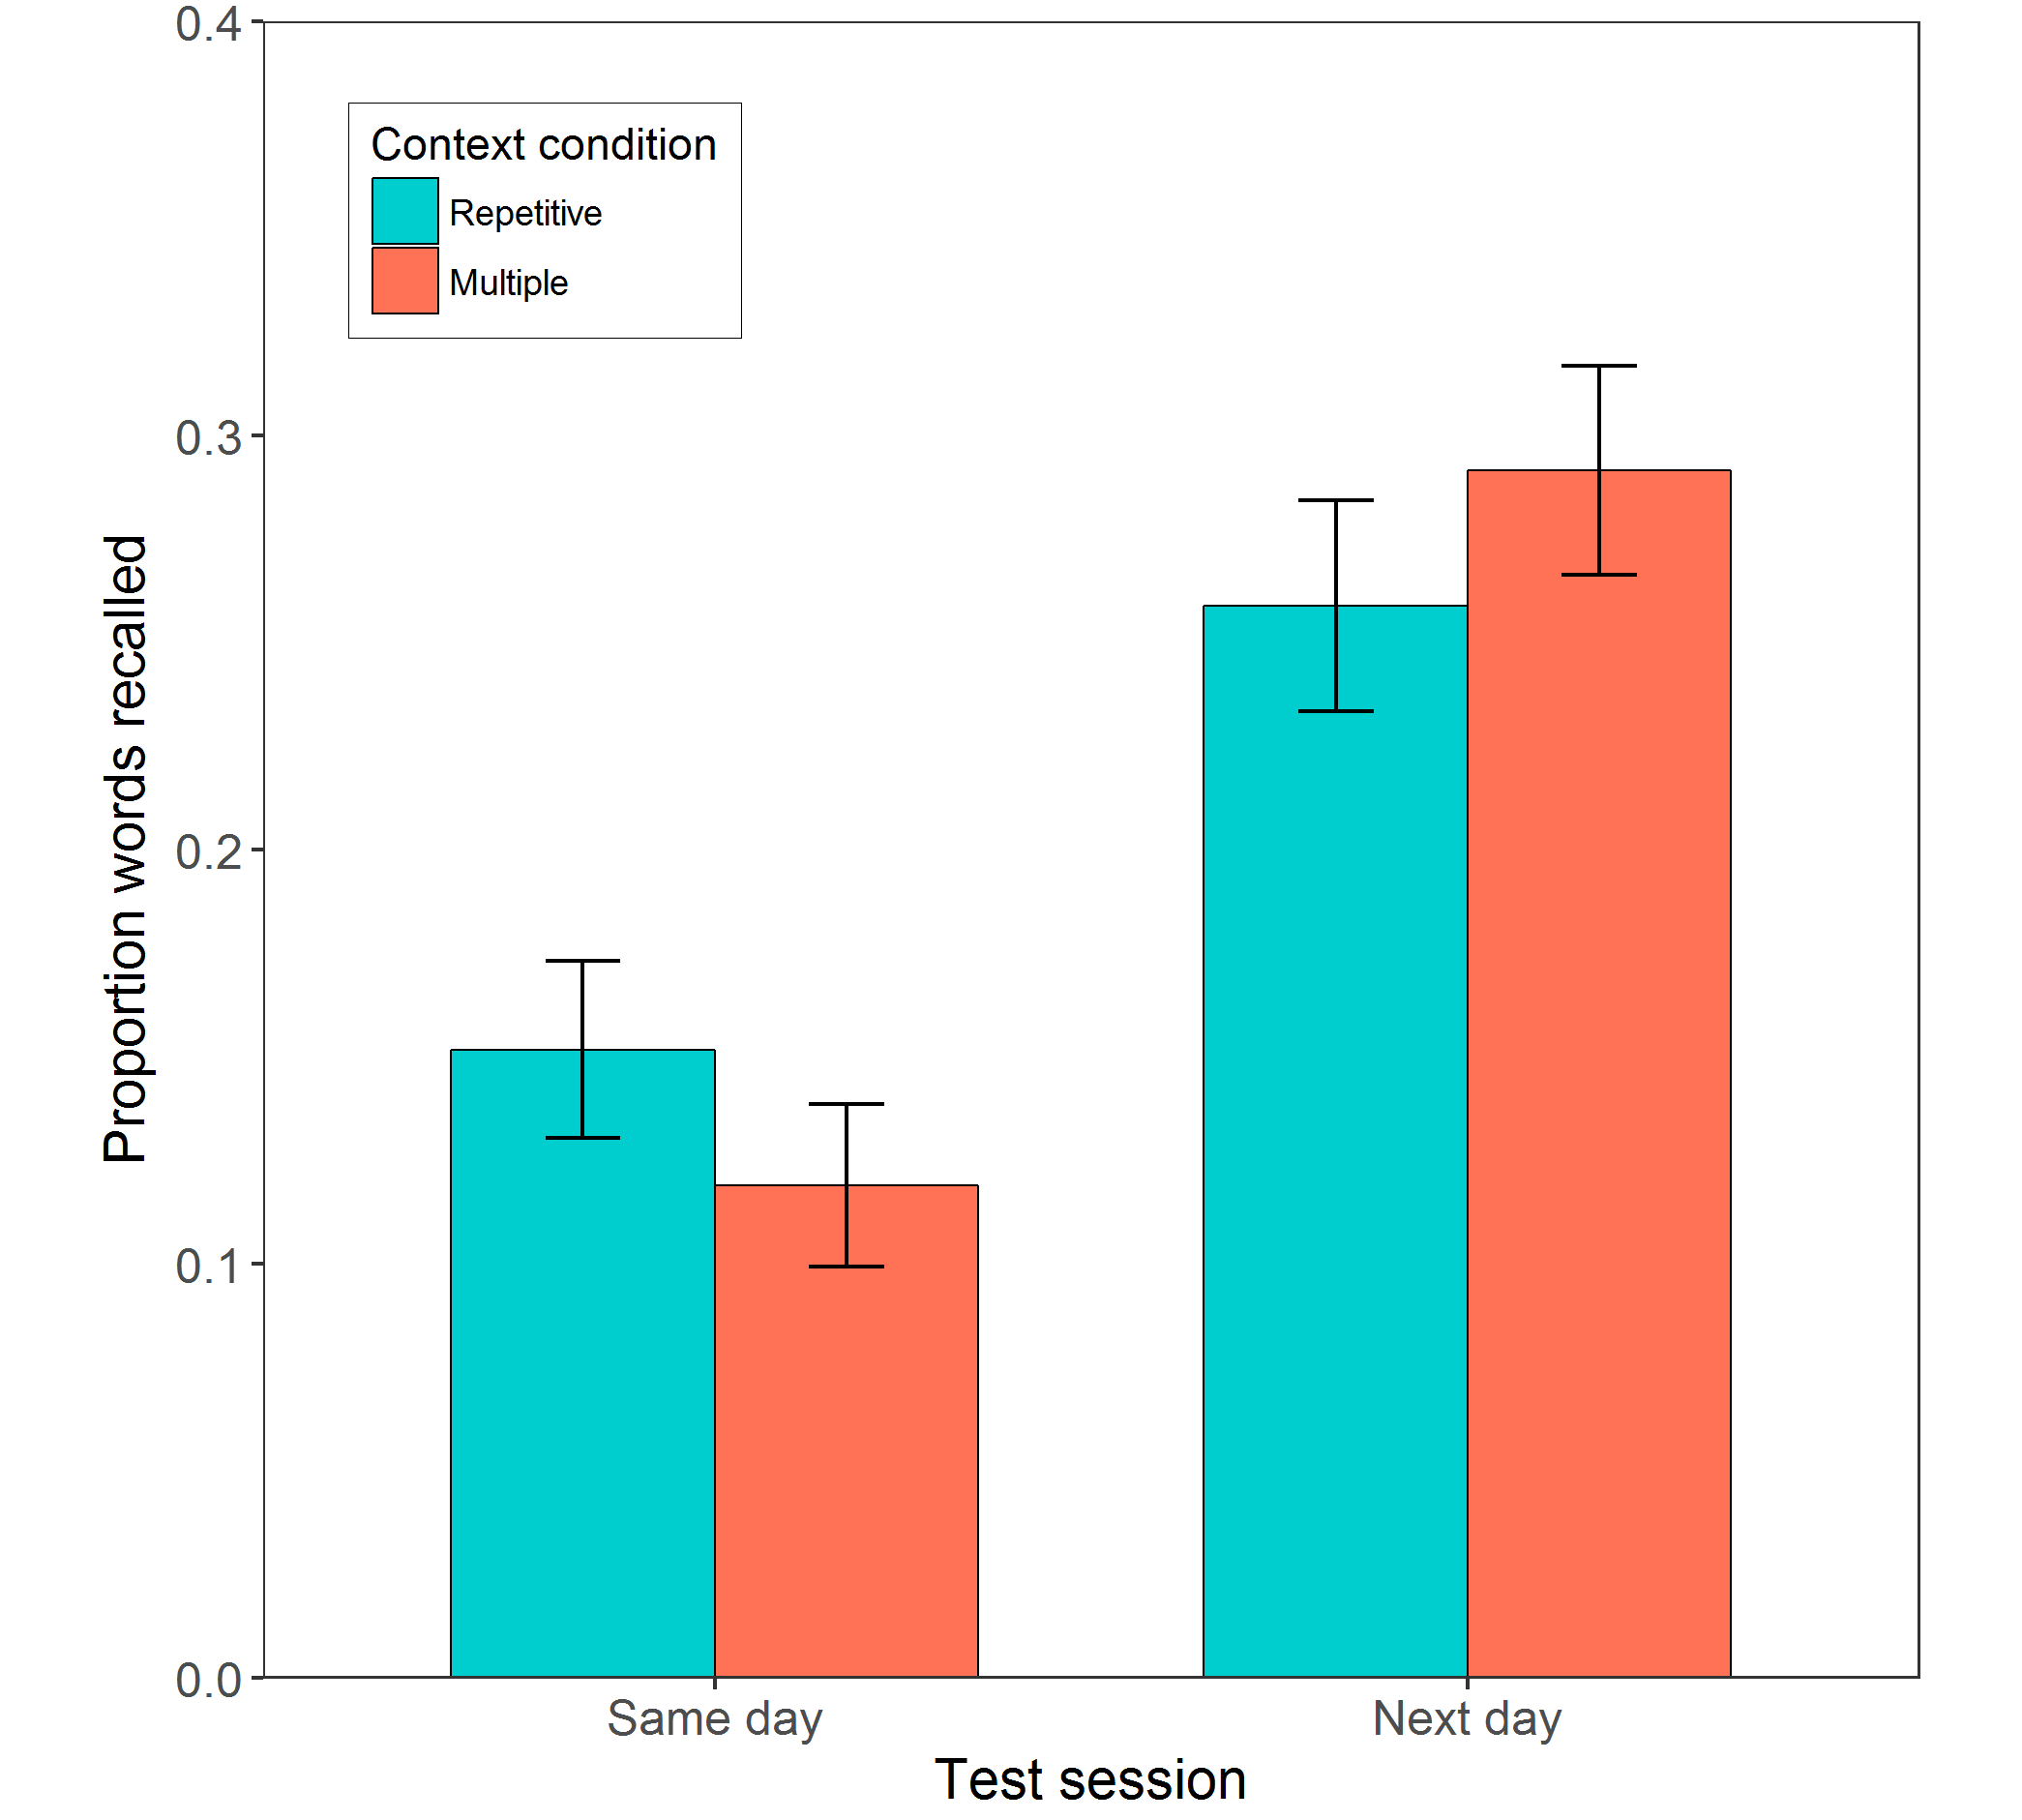 0.4
0.3
0.2
0.1
0.0
Proportion words recalled
Context condition
Repetitive
Multiple
Same day
Next day
Test session